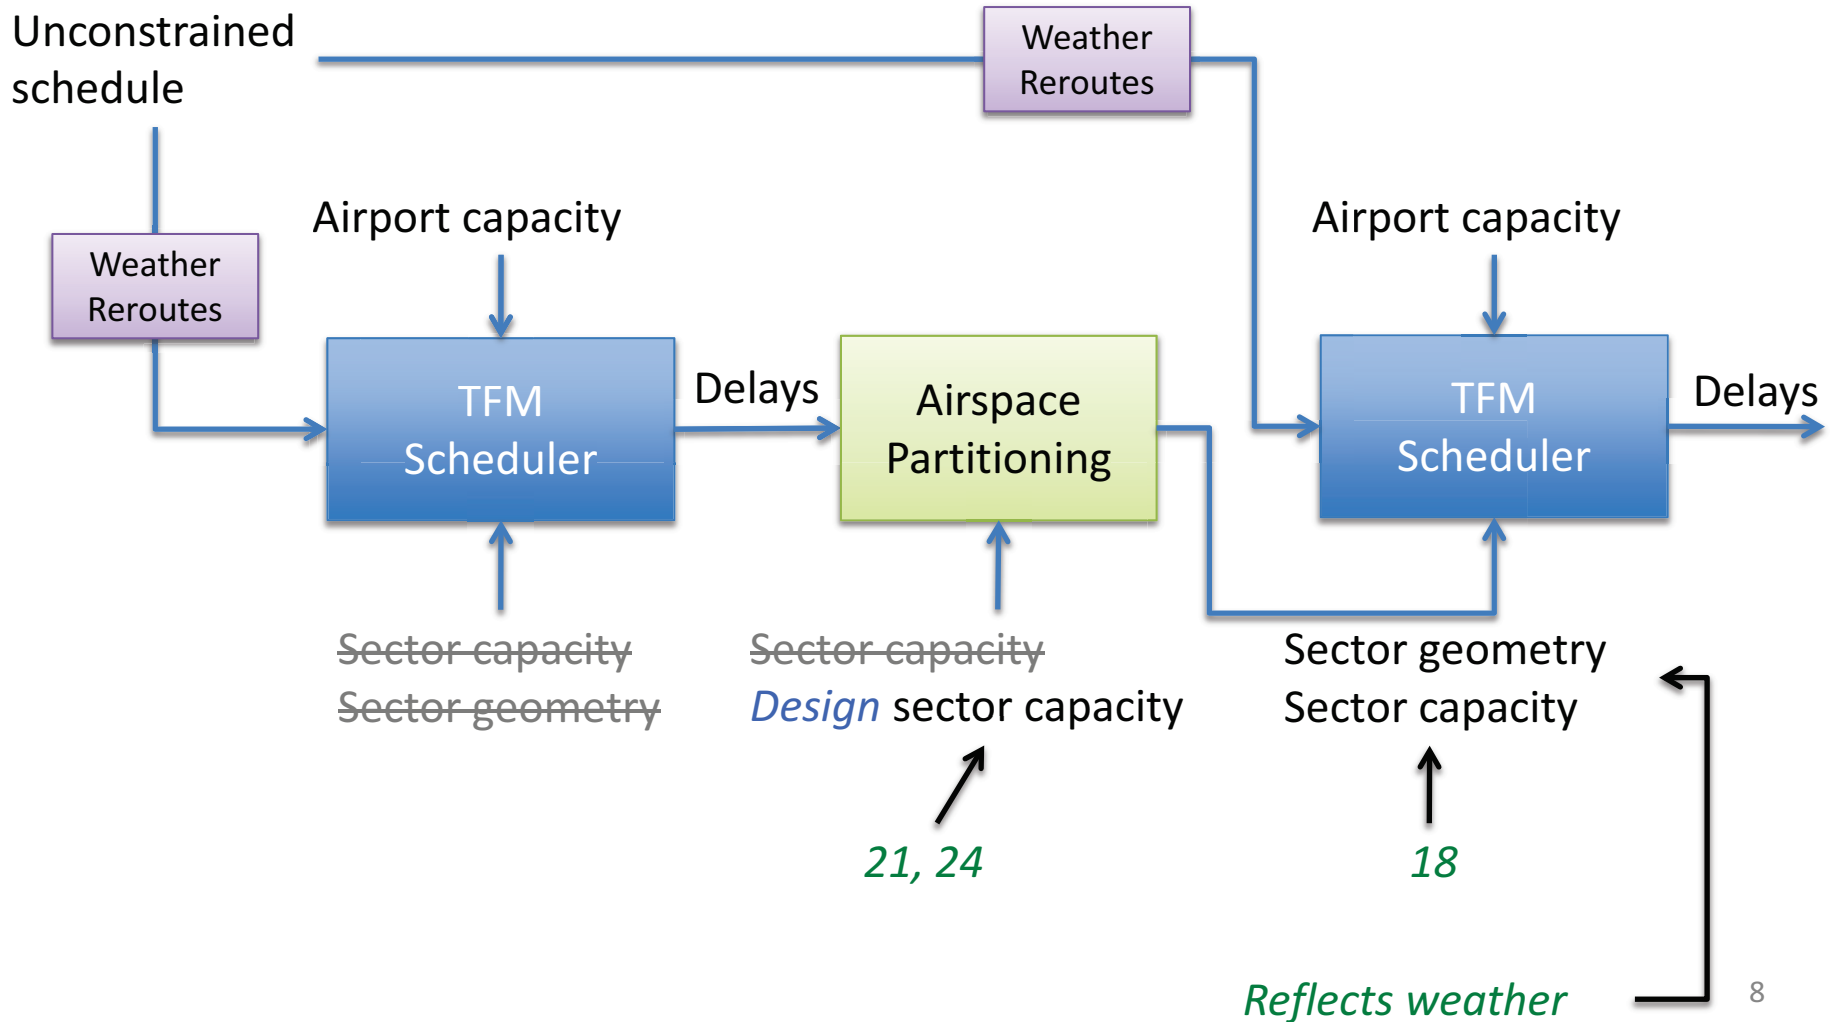 Unconstrained
schedule
Weather
Reroutes
Weather
Reroutes
Airport capacity
Airport capacity
TFM
Scheduler
Delays
Airspace
Partitioning
TFM
Scheduler
Delays
Sector capacity
Sector geometry
Sector capacity
Design sector capacity
Sector geometry
Sector capacity
21, 24
18
Reflects weather
8